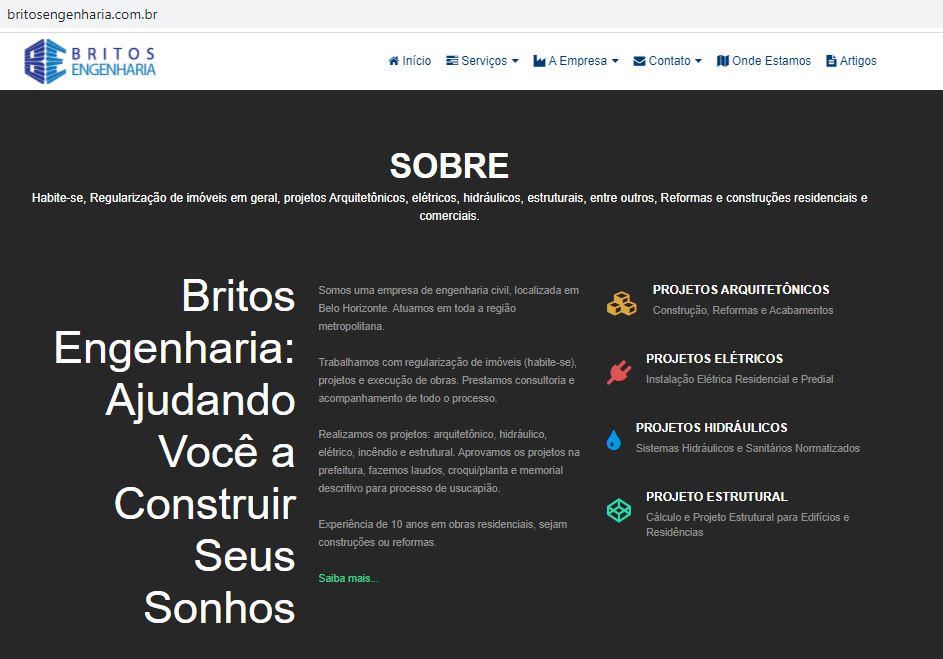 britosengenharia.com.br
BRITOS
ENGENHARIA
Início
Serviços
A Empresa
Contato
Onde Estamos
Artigos
SOBRE
Habite-se, Regularização de imóveis em geral, projetos Arquitetônicos, elétricos, hidráulicos, estruturais, entre outros, Reformas e construções residenciais e
comerciais.
Britos
Engenharia:
Ajudando
Você a
Construir
Seus
Sonhos
Somos uma empresa de engenharia civil, localizada em
Belo Horizonte. Atuamos em toda a região
metropolitana.
Trabalhamos com regularização de imóveis (habite-se),
projetos e execução de obras. Prestamos consultoria e
acompanhamento de todo o processo.
Realizamos os projetos: arquitetônico, hidráulico,
elétrico, incêndio e estrutural. Aprovamos os projetos na
prefeitura, fazemos laudos, croqui/planta e memorial
descritivo para processo de usucapião.
Experiência de 10 anos em obras residenciais, sejam
construções ou reformas.
Saiba mais...
PROJETOS ARQUITETÔNICOS
Construção, Reformas e Acabamentos
PROJETOS ELÉTRICOS
Instalação Elétrica Residencial e Predial
PROJETOS HIDRÁULICOS
Sistemas Hidráulicos e Sanitários Normatizados
PROJETO ESTRUTURAL
Cálculo e Projeto Estrutural para Edifícios e
Residências